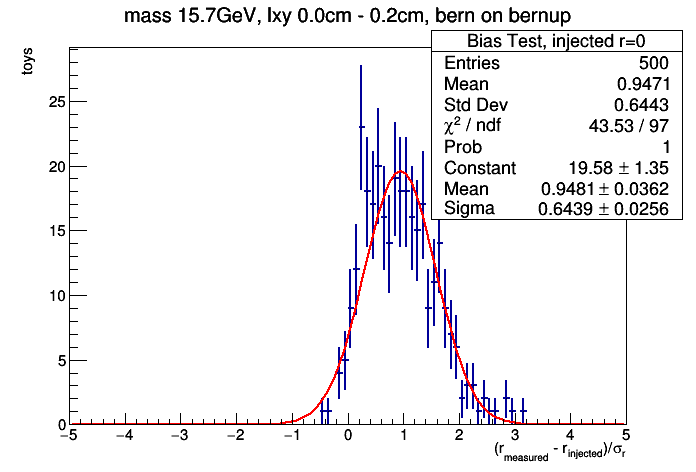 mass 15.7GeV, lxy 0.0cm - 0.2cm, bern on bernup
Bias Test, injected r=0
Entries 500
Mean 0.9471
Std Dev 0.6443
χ² / ndf 43.53 / 97
Prob 1
Constant 19.58 ± 1.35
Mean 0.9481 ± 0.0362
Sigma 0.6439 ± 0.0256
toys
25
20
15
10
5
0
−5 −4 −3 −2 −1 0 1 2 3 4 5
(r_measured - r_injected)/σ_r